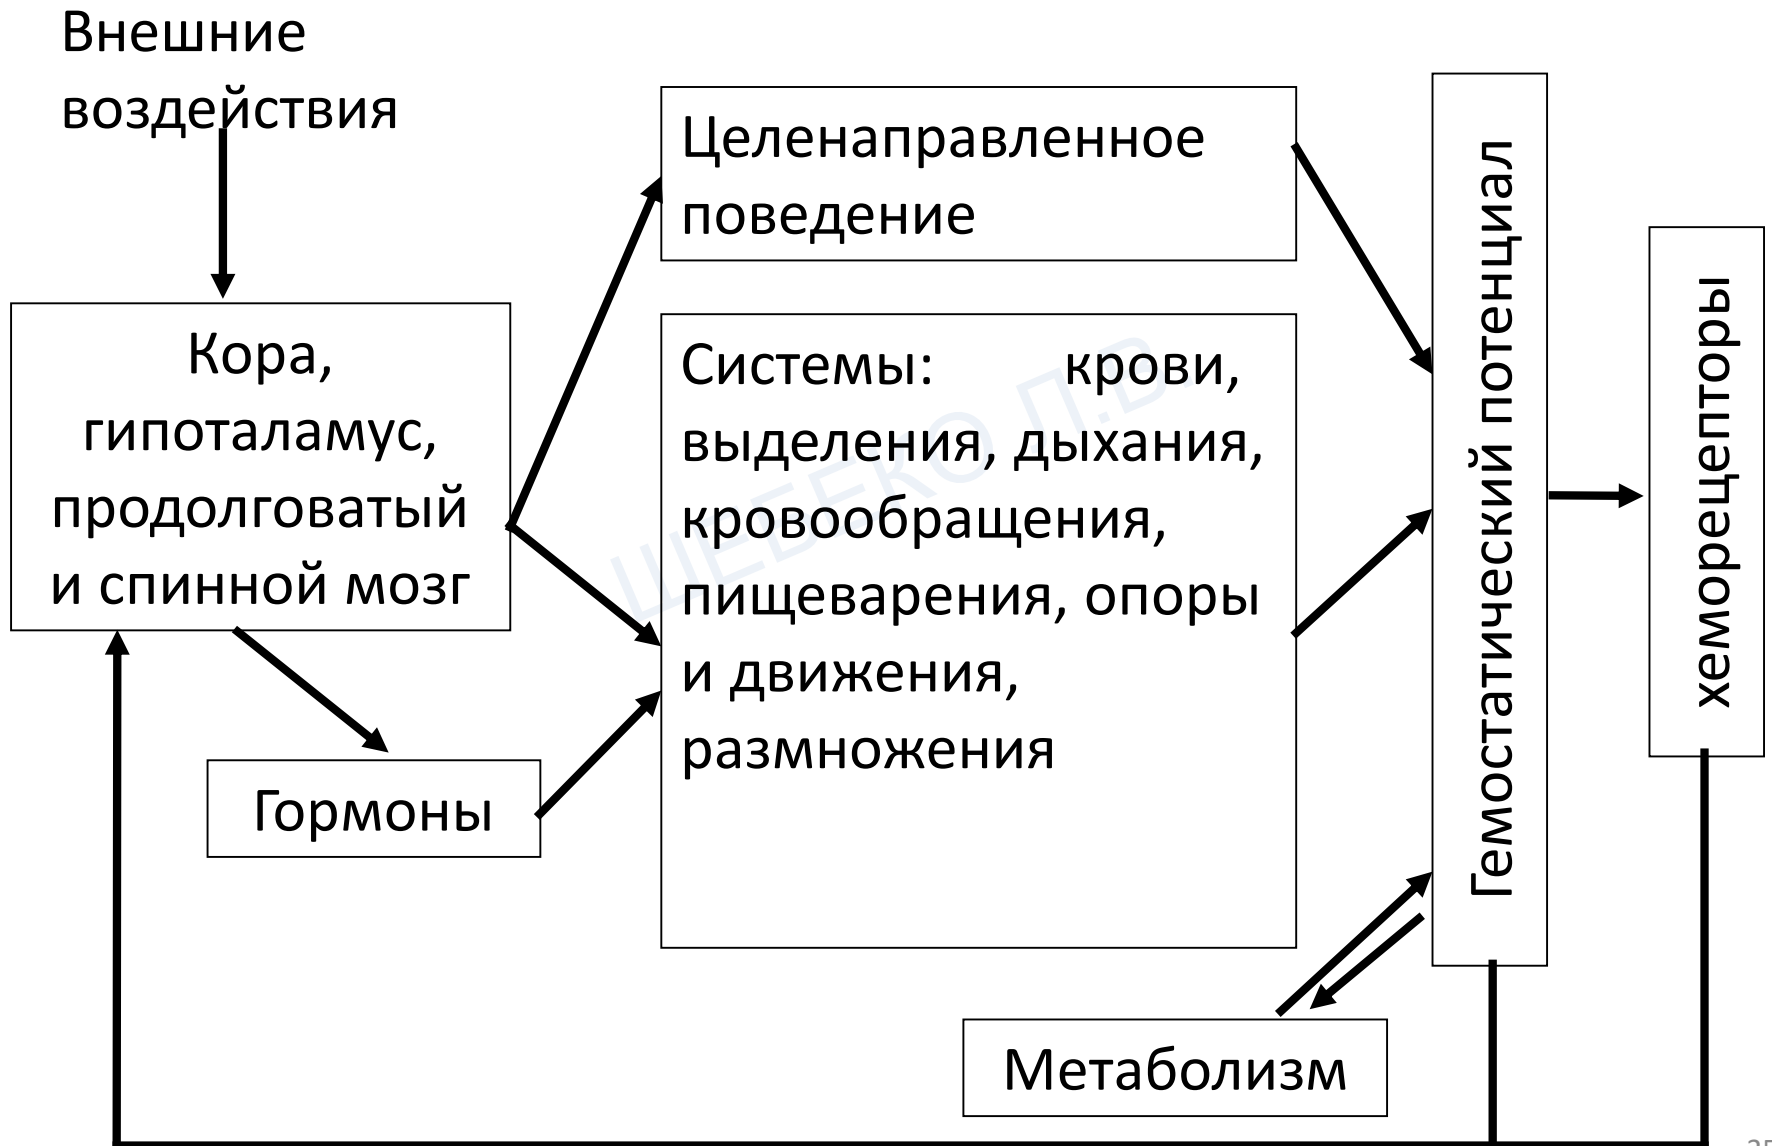 Внешние
воздействия
Целенаправленное
поведение
Кора,
гипоталамус,
продолговатый
и спинной мозг
Системы: крови,
выделения, дыхания,
кровообращения,
пищеварения, опоры
и движения,
размножения
Гормоны
Метаболизм
Гемостатический потенциал
хеморецепторы
ШЕБЕКО Л.В.